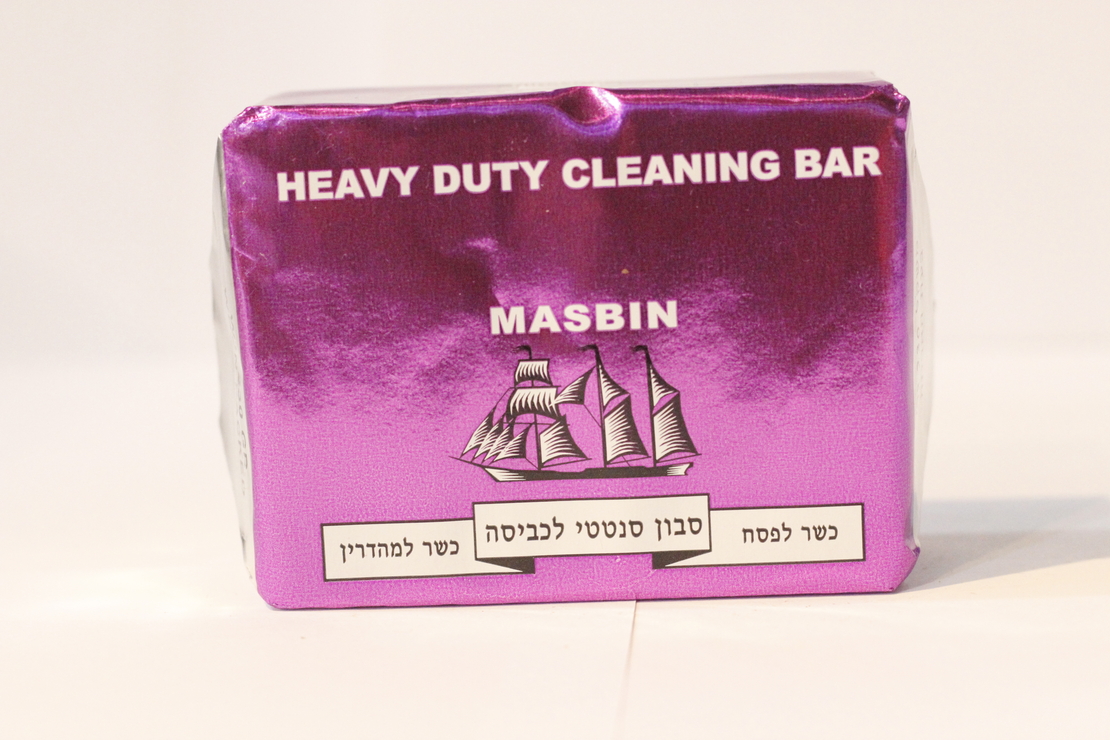 HEAVY DUTY CLEANING BAR
MASBIN
כשר לפסח
סבון סנטטי לכביסה
כשר למהדרין